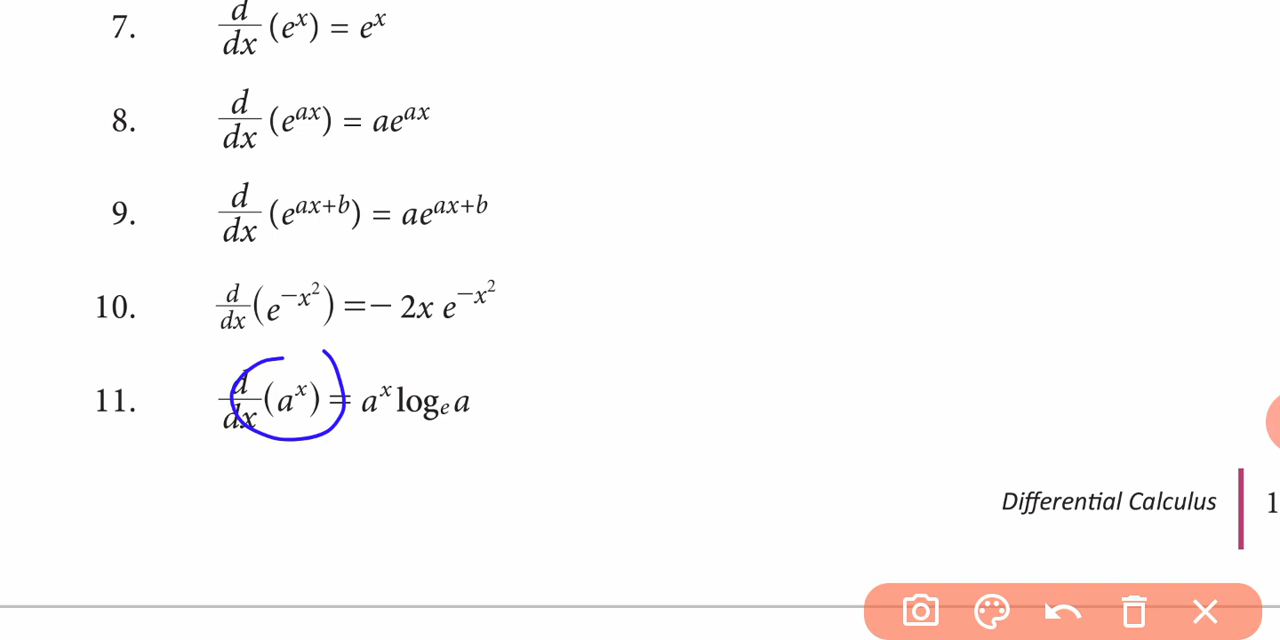 7. d/dx (e^x) = e^x
8. d/dx (e^{ax}) = ae^{ax}
9. d/dx (e^{ax+b}) = ae^{ax+b}
10. d/dx (e^{−x^2}) = − 2x e^{−x^2}
11. d/dx (a^x) = a^x log_e a
Differential Calculus 1